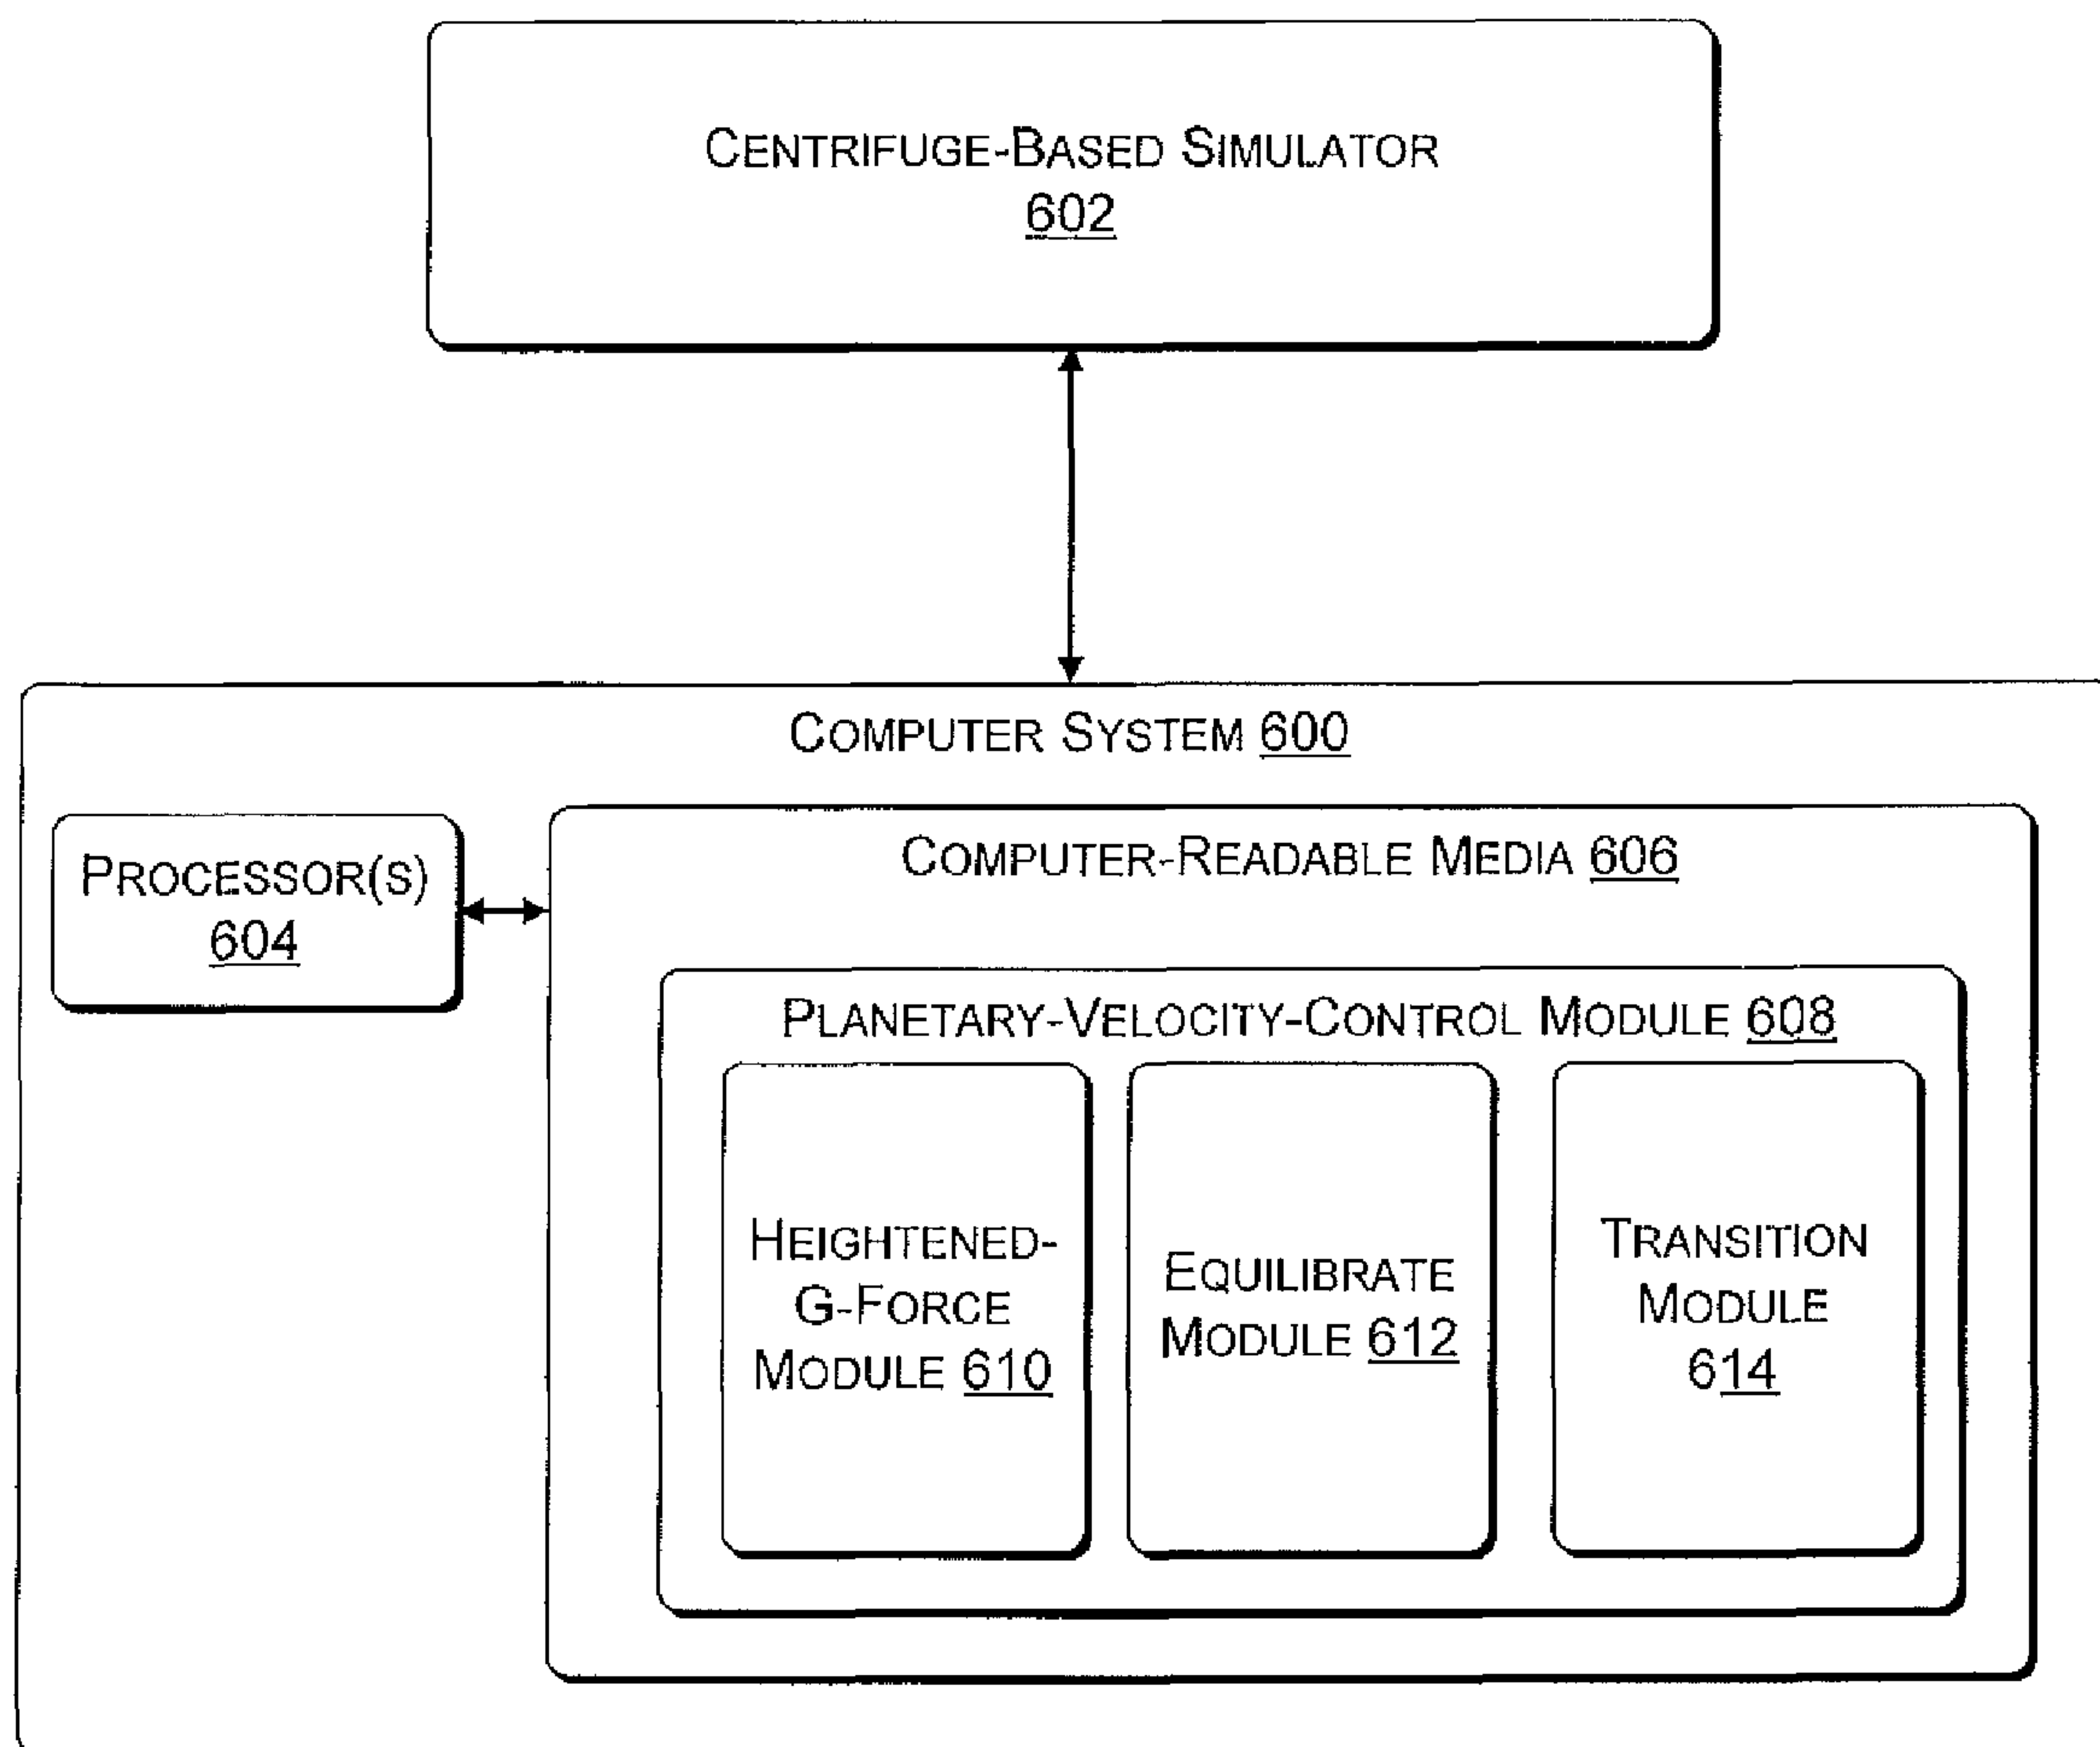 CENTRIFUGE-BASED SIMULATOR
602
COMPUTER SYSTEM 600
PROCESSOR(S)
604
COMPUTER-READABLE MEDIA 606
PLANETARY-VELOCITY-CONTROL MODULE 608
HEIGHTENED-
G-FORCE
MODULE 610
EQUILIBRATE
MODULE 612
TRANSITION
MODULE
614